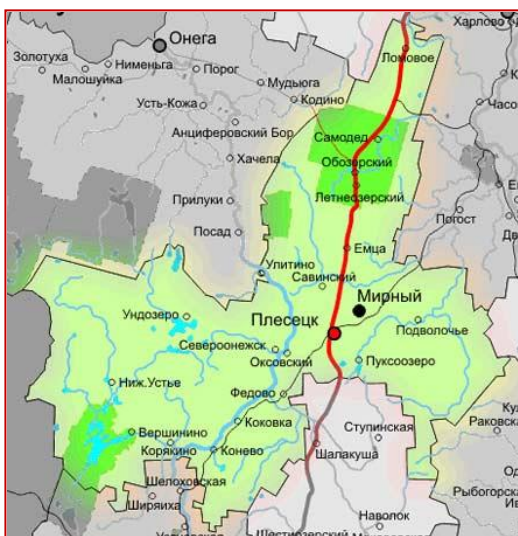 Харлово
Онега
Ломовое
Золотуха
Нименьга
Порог
Малошуйка
Мудьюга
Усть-Кожа
Кодино
Анциферовский Бор
Самодед
Обозерский
Хачела
Летнеозерский
Прилуки
Погост
Посад
Емца
Улитино
Савинский
Мирный
Ундозеро
Плесецк
Подволочье
Североонежск
Оксовский
Пуксоозеро
Ниж.Устье
Федово
Коковка
Вершинино
Ступинская
Корякино
Конево
Шалакуша
Шелоховская
Ширяиха
Наволок